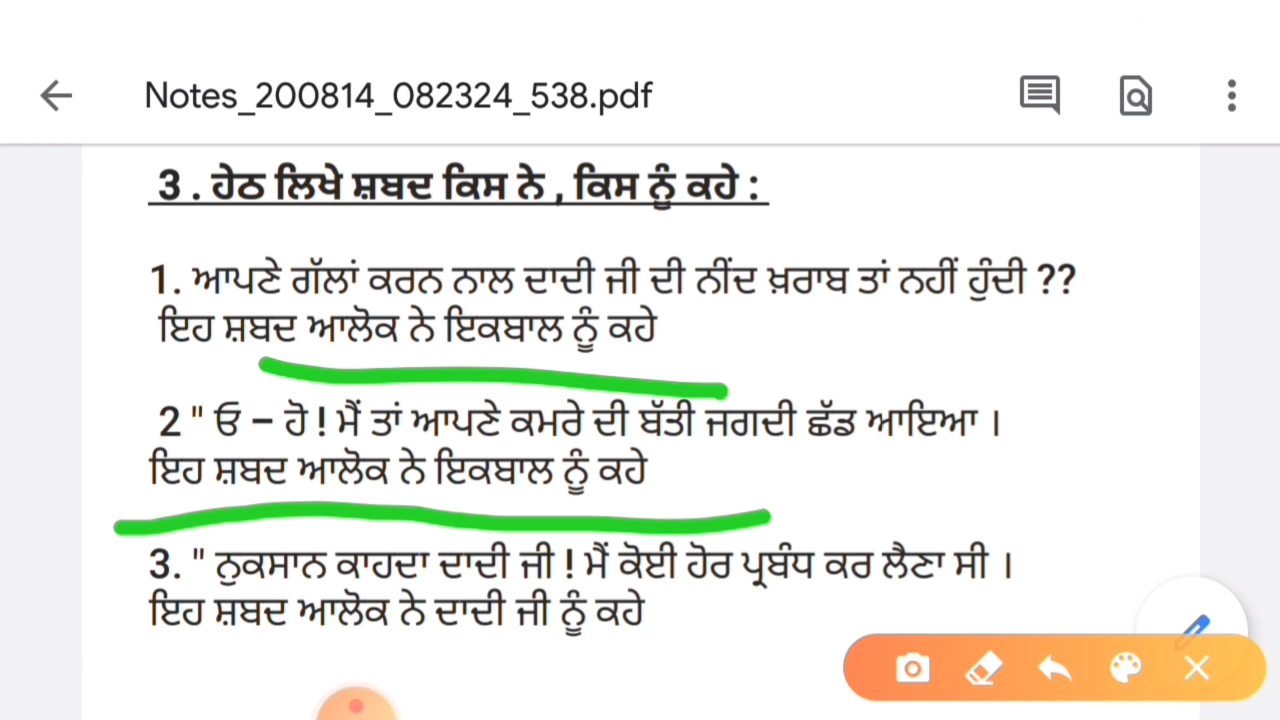 Notes_200814_082324_538.pdf
3 . ਹੇਠ ਲਿਖੇ ਸ਼ਬਦ ਕਿਸ ਨੇ , ਕਿਸ ਨੂੰ ਕਹੇ :
1. ਆਪਣੇ ਗੱਲਾਂ ਕਰਨ ਨਾਲ ਦਾਦੀ ਜੀ ਦੀ ਨੀਂਦ ਖ਼ਰਾਬ ਤਾਂ ਨਹੀਂ ਹੁੰਦੀ ??
ਇਹ ਸ਼ਬਦ ਆਲੋਕ ਨੇ ਇਕਬਾਲ ਨੂੰ ਕਹੇ
2 " ਓ – ਹੋ ! ਮੈਂ ਤਾਂ ਆਪਣੇ ਕਮਰੇ ਦੀ ਬੱਤੀ ਜਗਦੀ ਛੱਡ ਆਇਆ ।
ਇਹ ਸ਼ਬਦ ਆਲੋਕ ਨੇ ਇਕਬਾਲ ਨੂੰ ਕਹੇ
3. " ਨੁਕਸਾਨ ਕਾਹਦਾ ਦਾਦੀ ਜੀ ! ਮੈਂ ਕੋਈ ਹੋਰ ਪ੍ਰਬੰਧ ਕਰ ਲੈਣਾ ਸੀ ।
ਇਹ ਸ਼ਬਦ ਆਲੋਕ ਨੇ ਦਾਦੀ ਜੀ ਨੂੰ ਕਹੇ